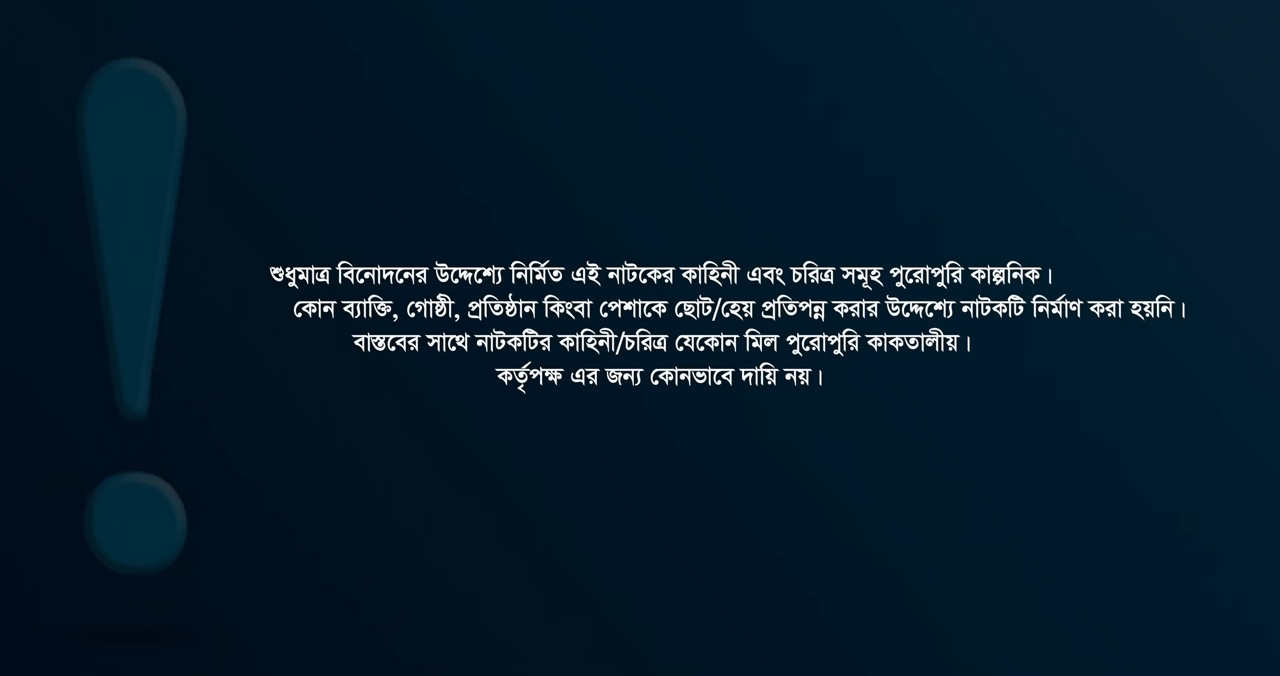 শুধুমাত্র বিনোদনের উদ্দেশ্যে নির্মিত এই নাটকের কাহিনী এবং চরিত্র সমূহ পুরোপুরি কাল্পনিক।
কোন ব্যাক্তি, গোষ্ঠী, প্রতিষ্ঠান কিংবা পেশাকে ছোট/হেয় প্রতিপন্ন করার উদ্দেশ্যে নাটকটি নির্মাণ করা হয়নি।
বাস্তবের সাথে নাটকটির কাহিনী/চরিত্র যেকোন মিল পুরোপুরি কাকতালীয়।
কর্তৃপক্ষ এর জন্য কোনভাবে দায়ি নয়।